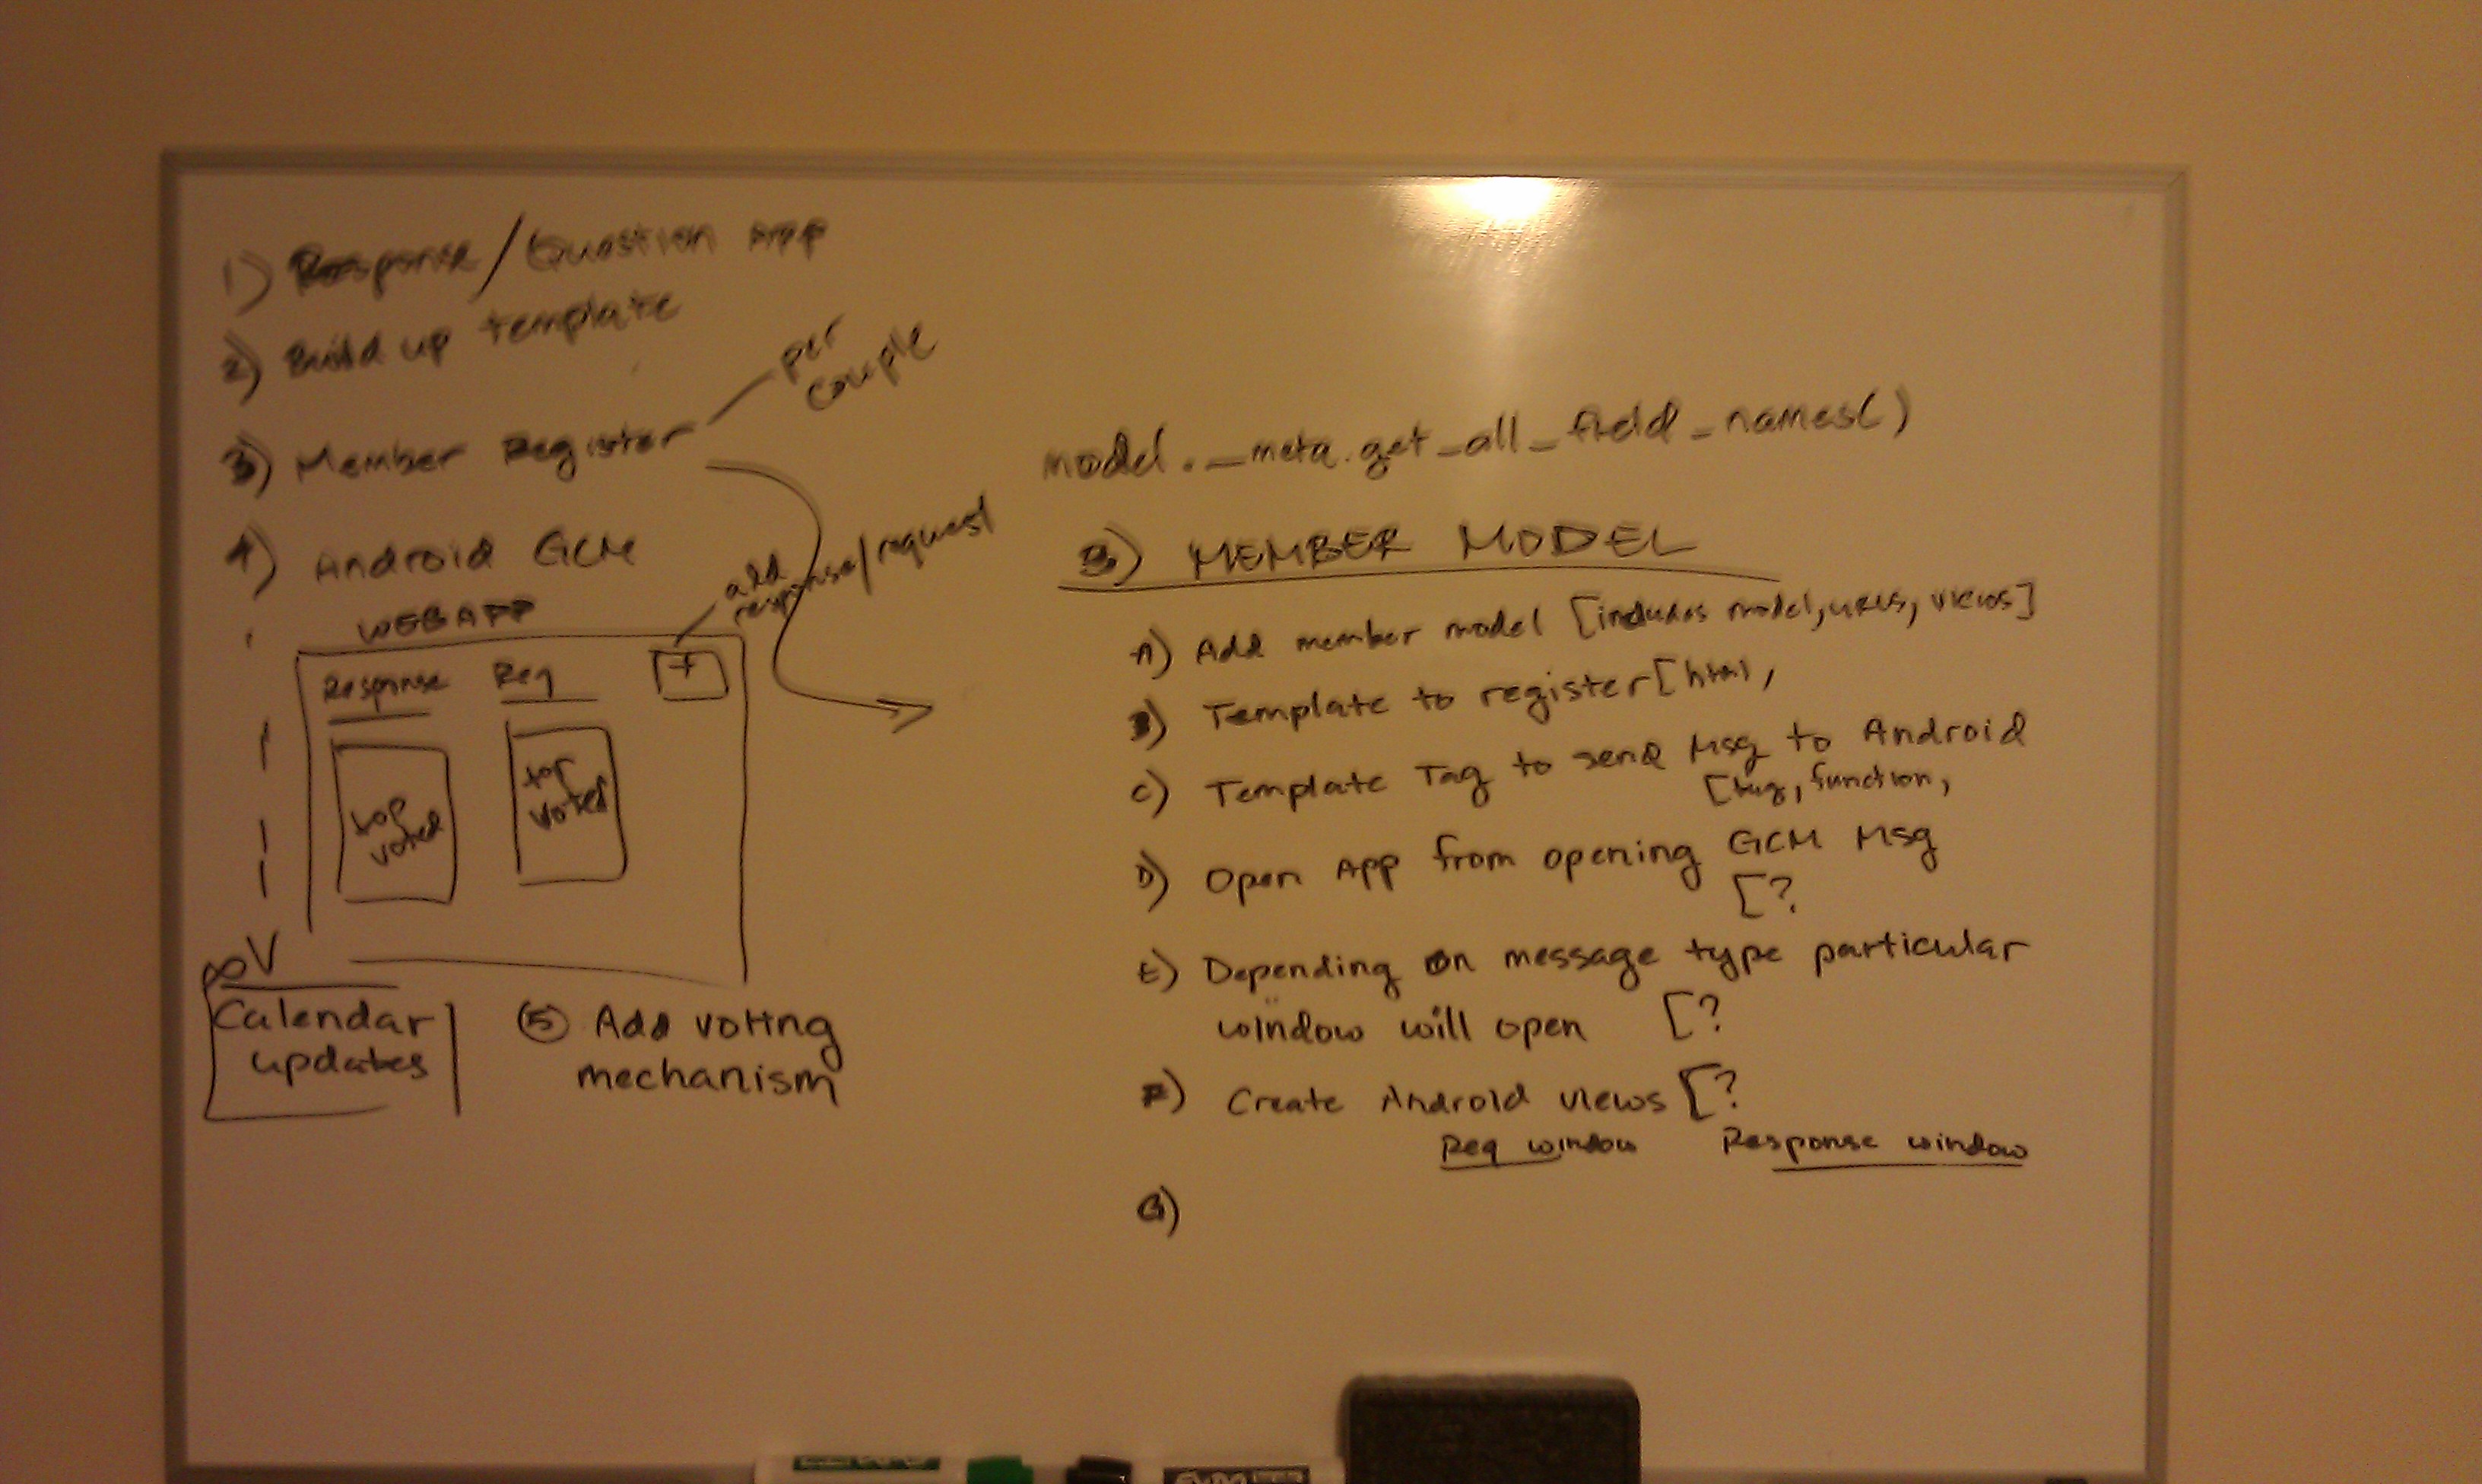 1) Response / Question App
2) Build up template
3) Member Register
per
couple
4) Android GCM
add
response/request
WEBAPP
Response Req +
top
voted
top
voted
∞
Calendar
updates
⑤ Add voting
mechanism
model._meta.get_all_field_names()
3) MEMBER MODEL
A) Add member model [includes model, urls, views]
B) Template to register [html,
C) Template Tag to send Msg to Android
[tag, function,
D) Open App from opening GCM Msg
[?
E) Depending on message type particular
window will open [?
F) Create Android views [?
Req window Response window
G)
EXPO